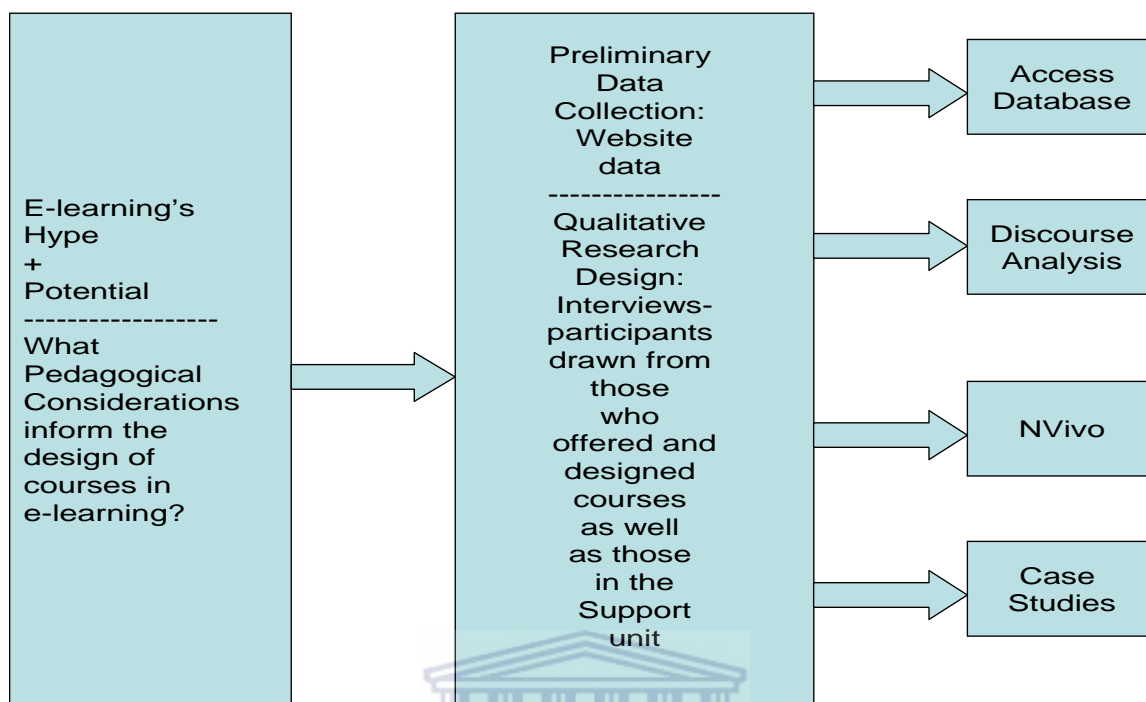 E-learning's
Hype
+
Potential
------------------
What
Pedagogical
Considerations
inform the
design of
courses in
e-learning?
Preliminary
Data
Collection:
Website
data
----------------
Qualitative
Research
Design:
Interviews-
participants
drawn from
those
who
offered and
designed
courses
as well
as those
in the
Support
unit
Access
Database
Discourse
Analysis
NVivo
Case
Studies